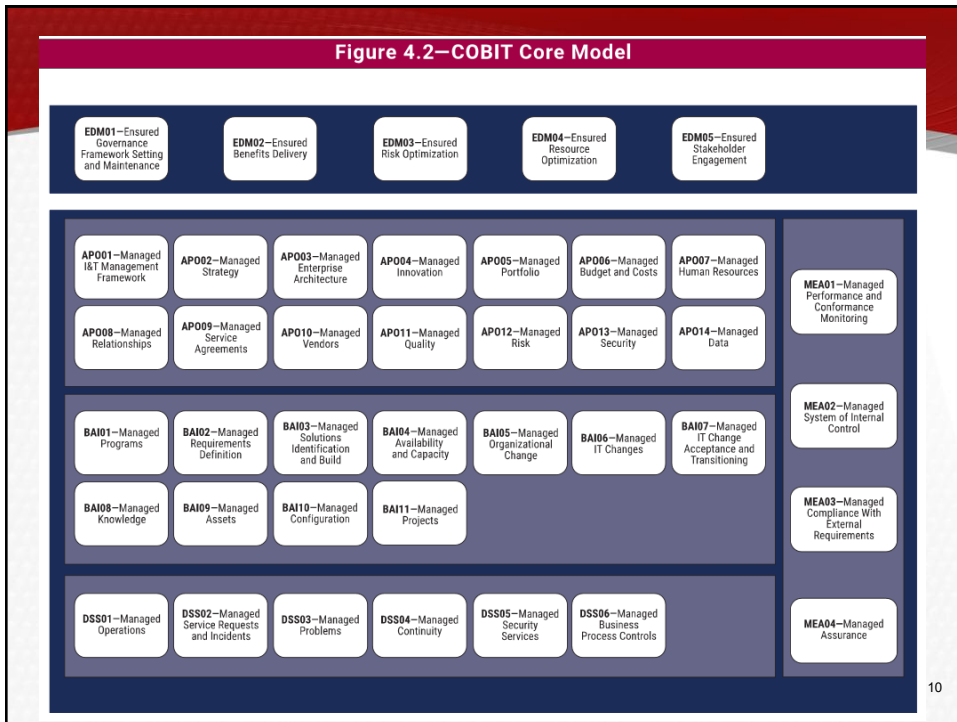 Figure 4.2—COBIT Core Model
EDM01—Ensured
Governance
Framework Setting
and Maintenance
EDM02—Ensured
Benefits Delivery
EDM03—Ensured
Risk Optimization
EDM04—Ensured
Resource
Optimization
EDM05—Ensured
Stakeholder
Engagement
APO01—Managed
I&T Management
Framework
APO02—Managed
Strategy
APO03—Managed
Enterprise
Architecture
APO04—Managed
Innovation
APO05—Managed
Portfolio
APO06—Managed
Budget and Costs
APO07—Managed
Human Resources
APO08—Managed
Relationships
APO09—Managed
Service
Agreements
APO10—Managed
Vendors
APO11—Managed
Quality
APO12—Managed
Risk
APO13—Managed
Security
APO14—Managed
Data
BAI01—Managed
Programs
BAI02—Managed
Requirements
Definition
BAI03—Managed
Solutions
Identification
and Build
BAI04—Managed
Availability
and Capacity
BAI05—Managed
Organizational
Change
BAI06—Managed
IT Changes
BAI07—Managed
IT Change
Acceptance and
Transitioning
BAI08—Managed
Knowledge
BAI09—Managed
Assets
BAI10—Managed
Configuration
BAI11—Managed
Projects
DSS01—Managed
Operations
DSS02—Managed
Service Requests
and Incidents
DSS03—Managed
Problems
DSS04—Managed
Continuity
DSS05—Managed
Security
Services
DSS06—Managed
Business
Process Controls
MEA01—Managed
Performance and
Conformance
Monitoring
MEA02—Managed
System of Internal
Control
MEA03—Managed
Compliance With
External
Requirements
MEA04—Managed
Assurance
10